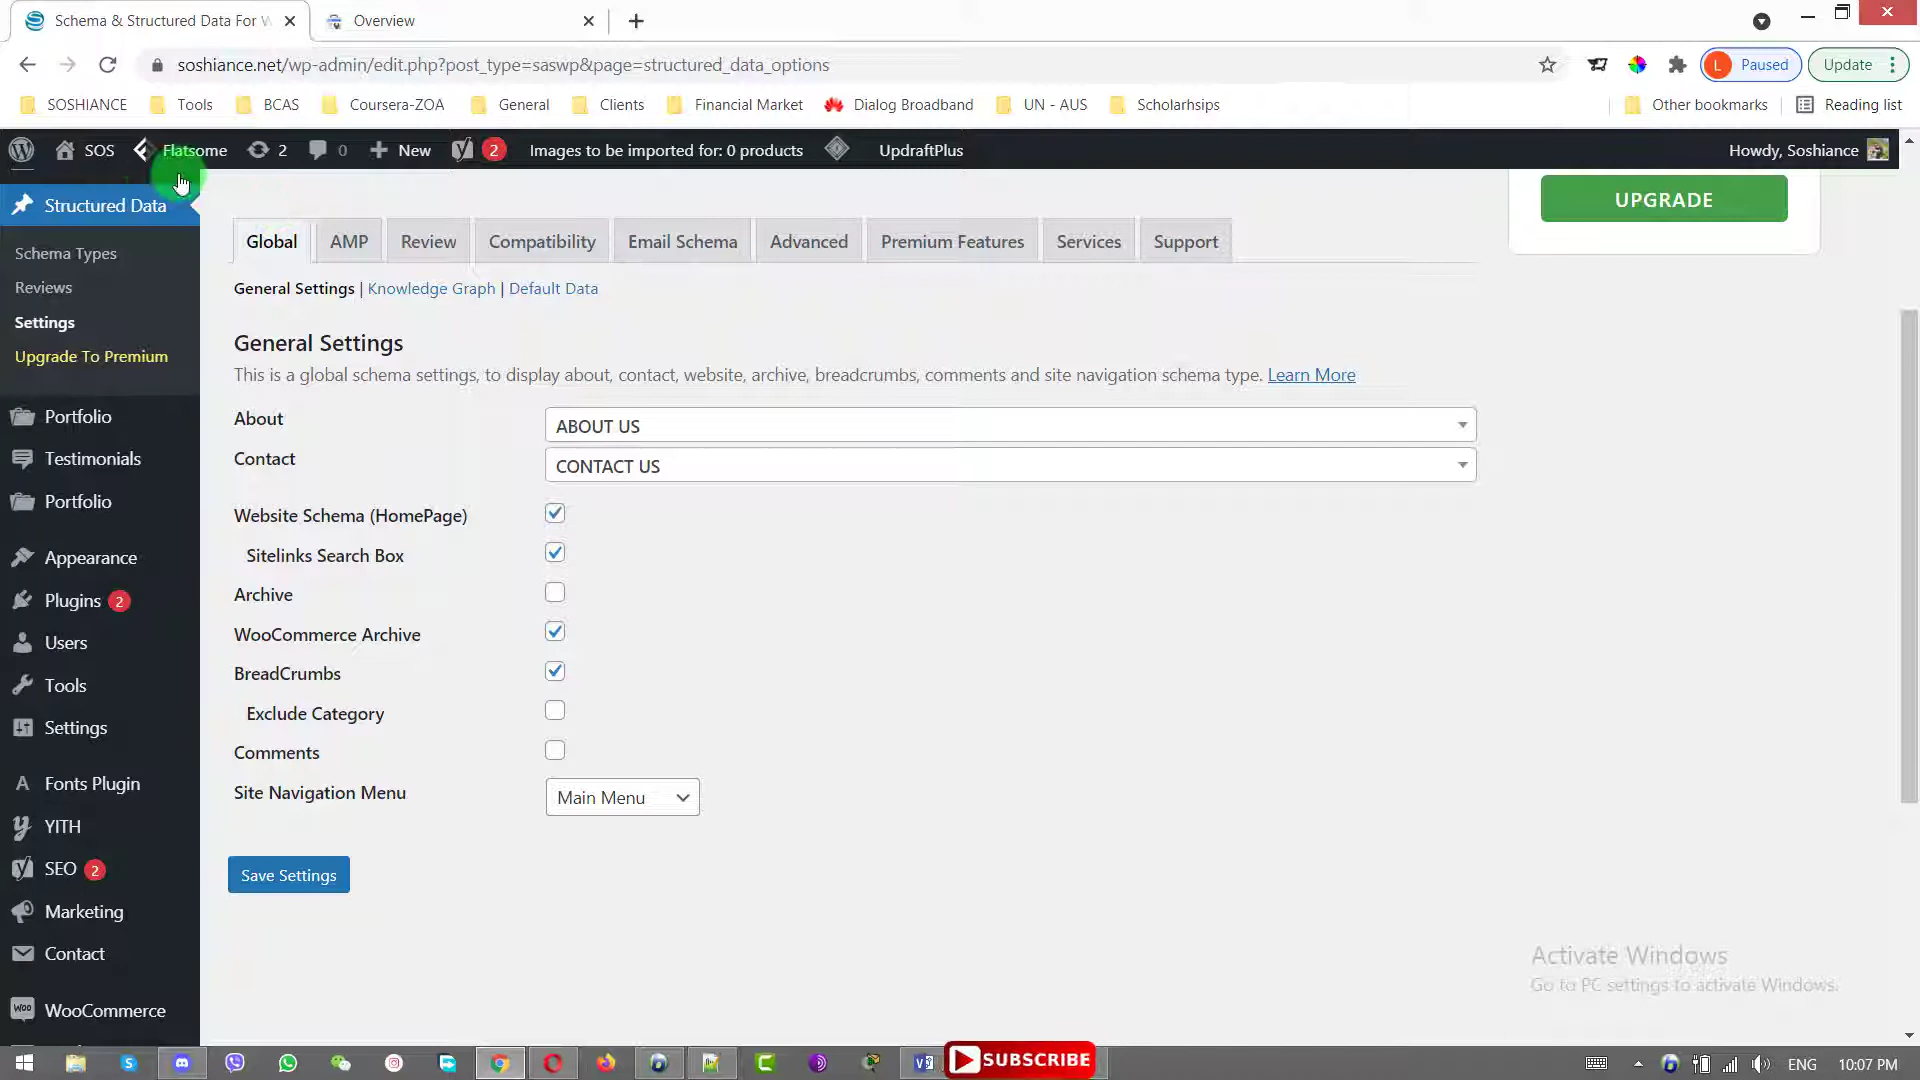 Schema & Structured Data For W
Overview
soshiance.net/wp-admin/edit.php?post_type=saswp&page=structured_data_options
L Paused
Update
SOSHIANCE
Tools
BCAS
Coursera-ZOA
General
Clients
Financial Market
Dialog Broadband
UN - AUS
Scholarhsips
Other bookmarks
Reading list
SOS
Flatsome
2
0
New
2
Images to be imported for: 0 products
UpdraftPlus
Howdy, Soshiance
Structured Data
Schema Types
Reviews
Settings
Upgrade To Premium
Portfolio
Testimonials
Portfolio
Appearance
Plugins 2
Users
Tools
Settings
Fonts Plugin
YITH
SEO 2
Marketing
Contact
WooCommerce
UPGRADE
Global
AMP
Review
Compatibility
Email Schema
Advanced
Premium Features
Services
Support
General Settings | Knowledge Graph | Default Data
General Settings
This is a global schema settings, to display about, contact, website, archive, breadcrumbs, comments and site navigation schema type. Learn More
About
ABOUT US
Contact
CONTACT US
Website Schema (HomePage)
Sitelinks Search Box
Archive
WooCommerce Archive
BreadCrumbs
Exclude Category
Comments
Site Navigation Menu
Main Menu
Save Settings
Activate Windows
Go to PC settings to activate Windows.
SUBSCRIBE
ENG
10:07 PM